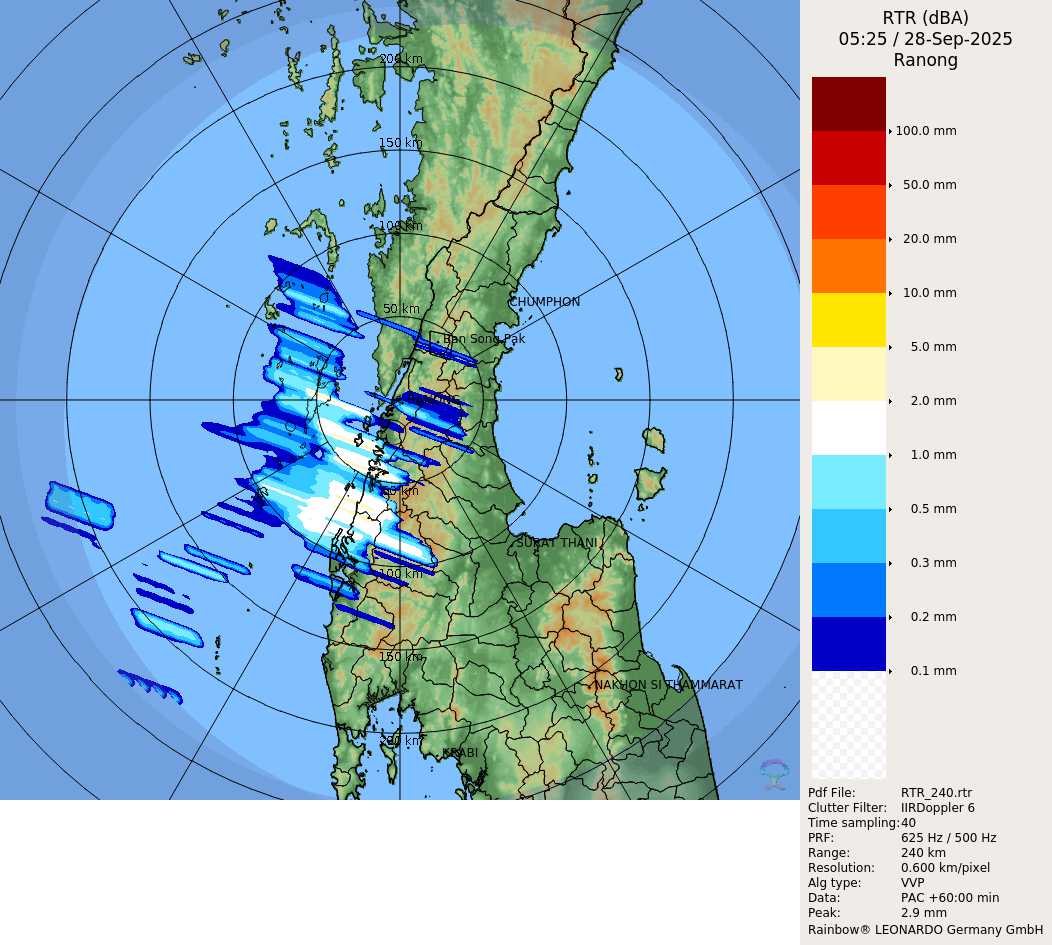 RTR (dBA)
05:25 / 28-Sep-2025
Ranong
200 km
150 km
100 km
50 km
CHUMPHON
Ban Song Pak
50 km
SURAT THANI
100 km
150 km
NAKHON SI THAMMARAT
200 km
KRABI
100.0 mm
50.0 mm
20.0 mm
10.0 mm
5.0 mm
2.0 mm
1.0 mm
0.5 mm
0.3 mm
0.2 mm
0.1 mm
Pdf File: RTR_240.rtr
Clutter Filter: IIRDoppler 6
Time sampling:40
PRF: 625 Hz / 500 Hz
Range: 240 km
Resolution: 0.600 km/pixel
Alg type: VVP
Data: PAC +60:00 min
Peak: 2.9 mm
Rainbow® LEONARDO Germany GmbH